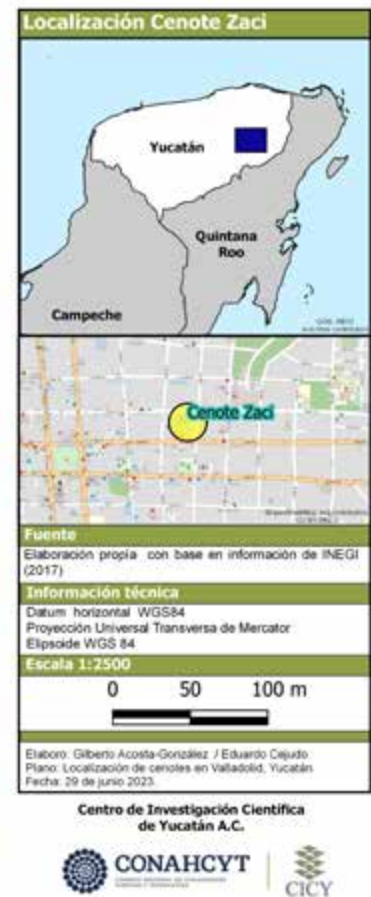 Localización Cenote Zaci
Yucatán
Quintana
Roo
Campeche
Cenote Zaci
Fuente
Elaboración propia con base en información de INEGI
(2017)
Información técnica
Datum horizontal WGS84
Proyección Universal Transversa de Mercator
Elipsoide WGS 84
Escala 1:2500
0 50 100 m
Elaboro: Gilberto Acosta-González / Eduardo Cejudo
Plano: Localización de cenotes en Valladolid, Yucatán
Fecha: 29 de junio 2023.
Centro de Investigación Científica
de Yucatán A.C.
CONAHCYT
CICY